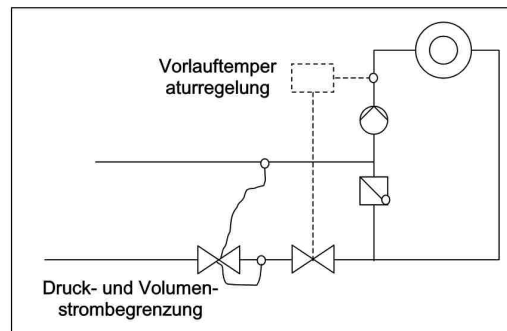 Vorlauftemper
aturregelung
Druck- und Volumen-
strombegrenzung